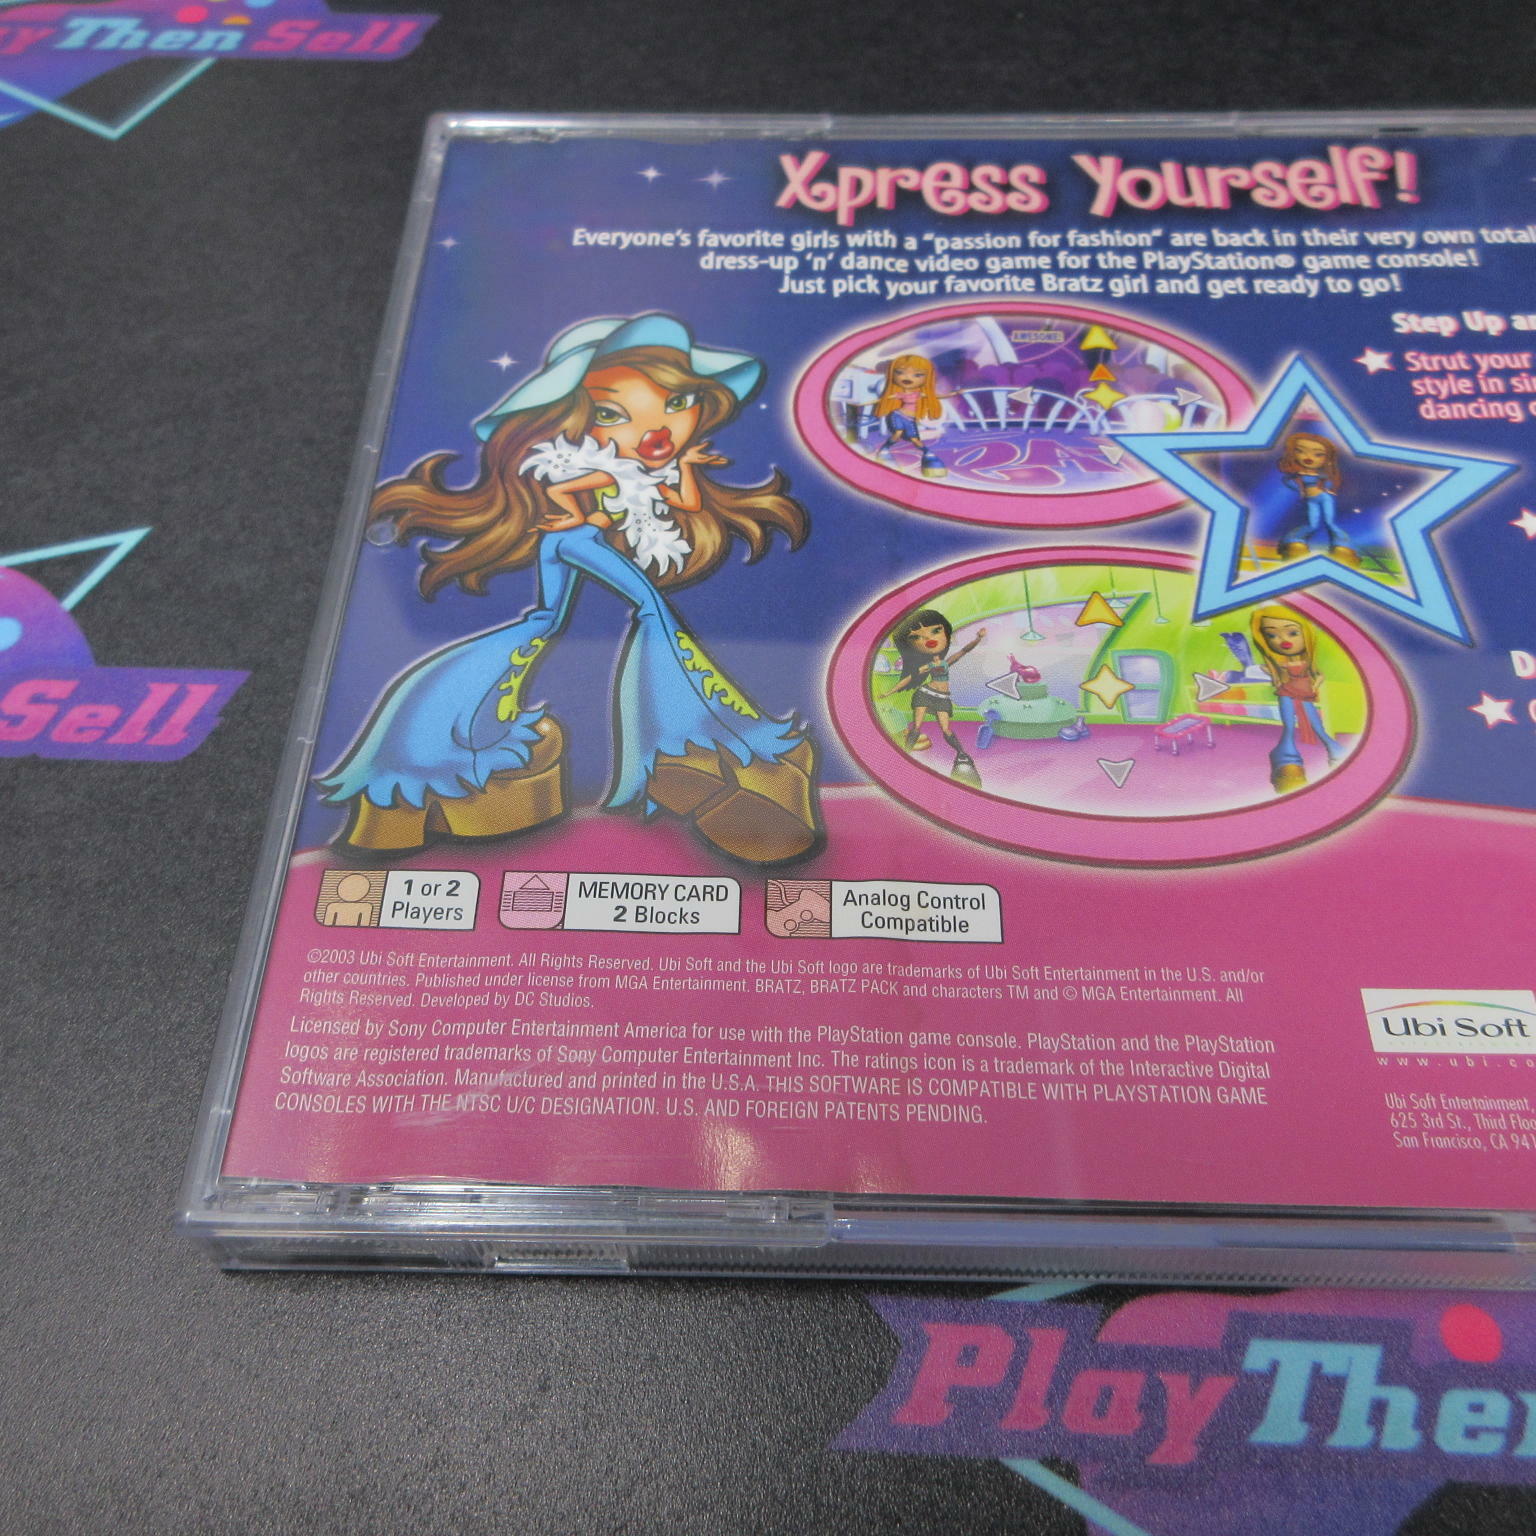 Play Then Sell
Xpress Yourself!
Everyone's favorite girls with a "passion for fashion" are back in their very own
dress-up 'n' dance video game for the PlayStation® game console!
Just pick your favorite Bratz girl and get ready to go!
AWESOME!
Step Up
Strut your
style in
dancing
Sell
1 or 2
Players
MEMORY CARD
2 Blocks
Analog Control
Compatible
©2003 Ubi Soft Entertainment. All Rights Reserved. Ubi Soft and the Ubi Soft logo are trademarks of Ubi Soft Entertainment in the U.S. and/or
other countries. Published under license from MGA Entertainment. BRATZ, BRATZ PACK and characters TM and © MGA Entertainment. All
Rights Reserved. Developed by DC Studios.
Licensed by Sony Computer Entertainment America for use with the PlayStation game console. PlayStation and the PlayStation
logos are registered trademarks of Sony Computer Entertainment Inc. The ratings icon is a trademark of the Interactive Digital
Software Association. Manufactured and printed in the U.S.A. THIS SOFTWARE IS COMPATIBLE WITH PLAYSTATION GAME
CONSOLES WITH THE NTSC U/C DESIGNATION. U.S. AND FOREIGN PATENTS PENDING.
Ubi Soft
www.ubi.co
Ubi Soft Entertainment
625 3rd St., Third
San Francisco, CA 941
Play The